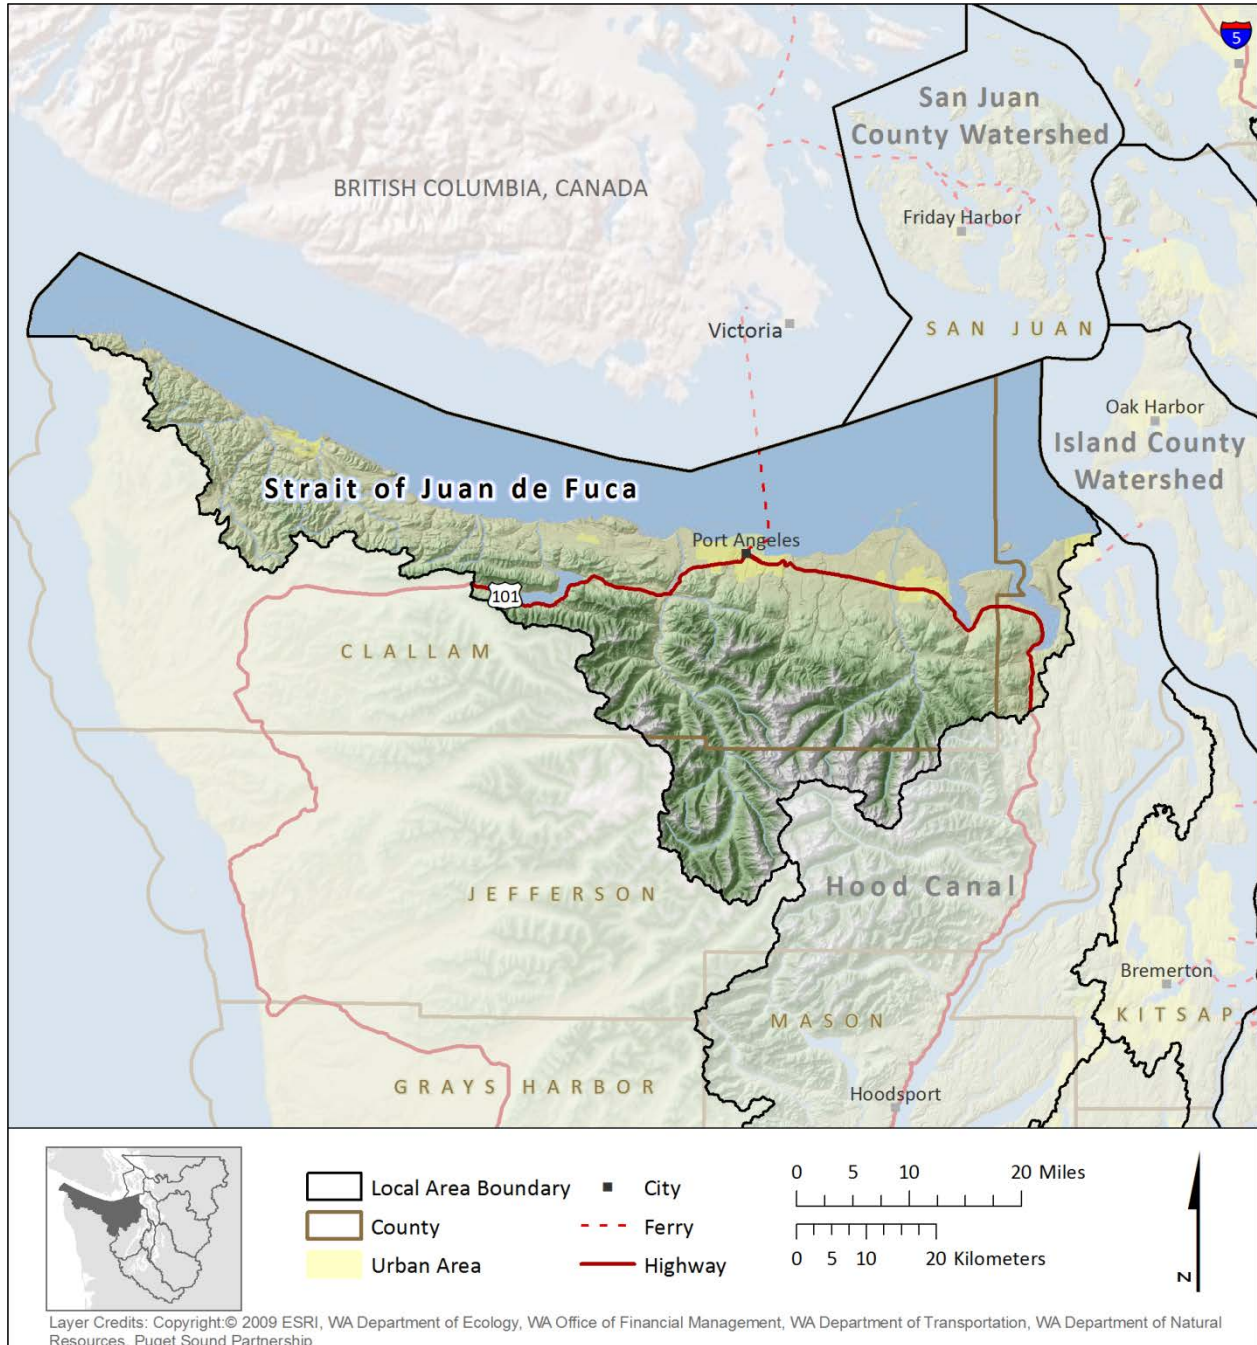 5
San Juan
County Watershed
BRITISH COLUMBIA, CANADA
Friday Harbor
Victoria
SAN JUAN
Oak Harbor
Island County
Watershed
Strait of Juan de Fuca
Port Angeles
101
CLALLAM
JEFFERSON
Hood Canal
Bremerton
MASON
KITSAP
GRAYS HARBOR
Hoodsport
Local Area Boundary
County
Urban Area
City
Ferry
Highway
0 5 10 20 Miles
0 5 10 20 Kilometers
N
Layer Credits: Copyright:© 2009 ESRI, WA Department of Ecology, WA Office of Financial Management, WA Department of Transportation, WA Department of Natural
Resources, Puget Sound Partnership